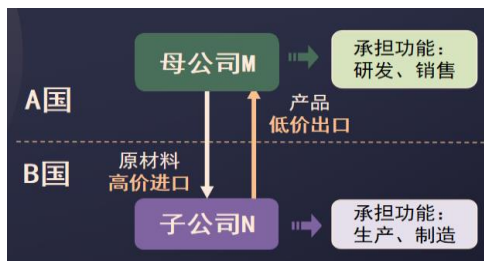 母公司M
承担功能：
研发、销售
A国
产品
低价出口
B国
原材料
高价进口
子公司N
承担功能：
生产、制造